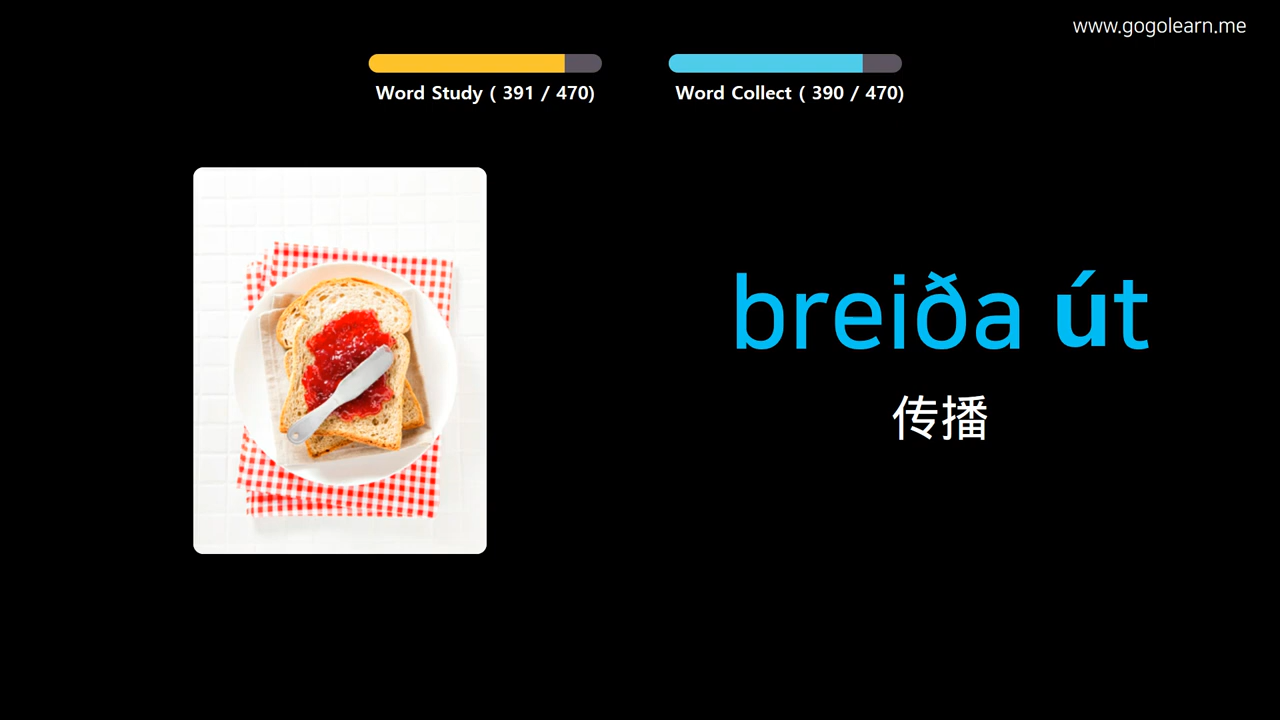 www.gogolearn.me
Word Study ( 391 / 470)
Word Collect ( 390 / 470)
breiða út
传播